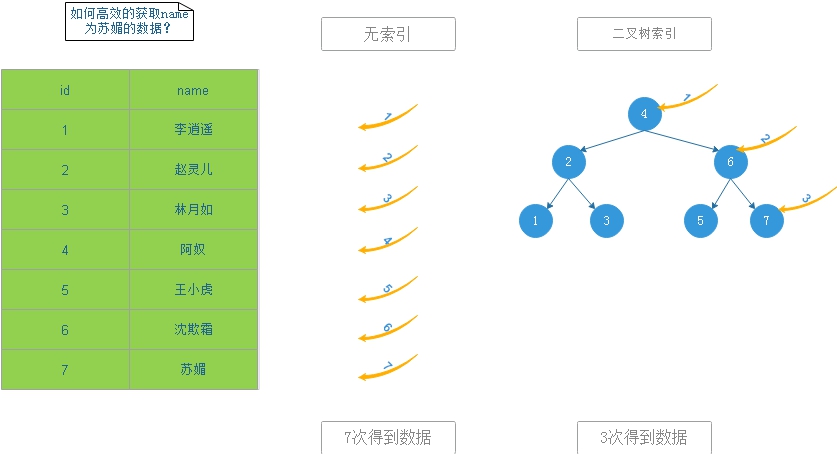 如何高效的获取name
为苏媚的数据?
无索引
二叉树索引
id name
1 李逍遥
2 赵灵儿
3 林月如
4 阿奴
5 王小虎
6 沈欺霜
7 苏媚
1
2
3
4
5
6
7
1
4
2
2 6
3
1 3 5 7
7次得到数据
3次得到数据